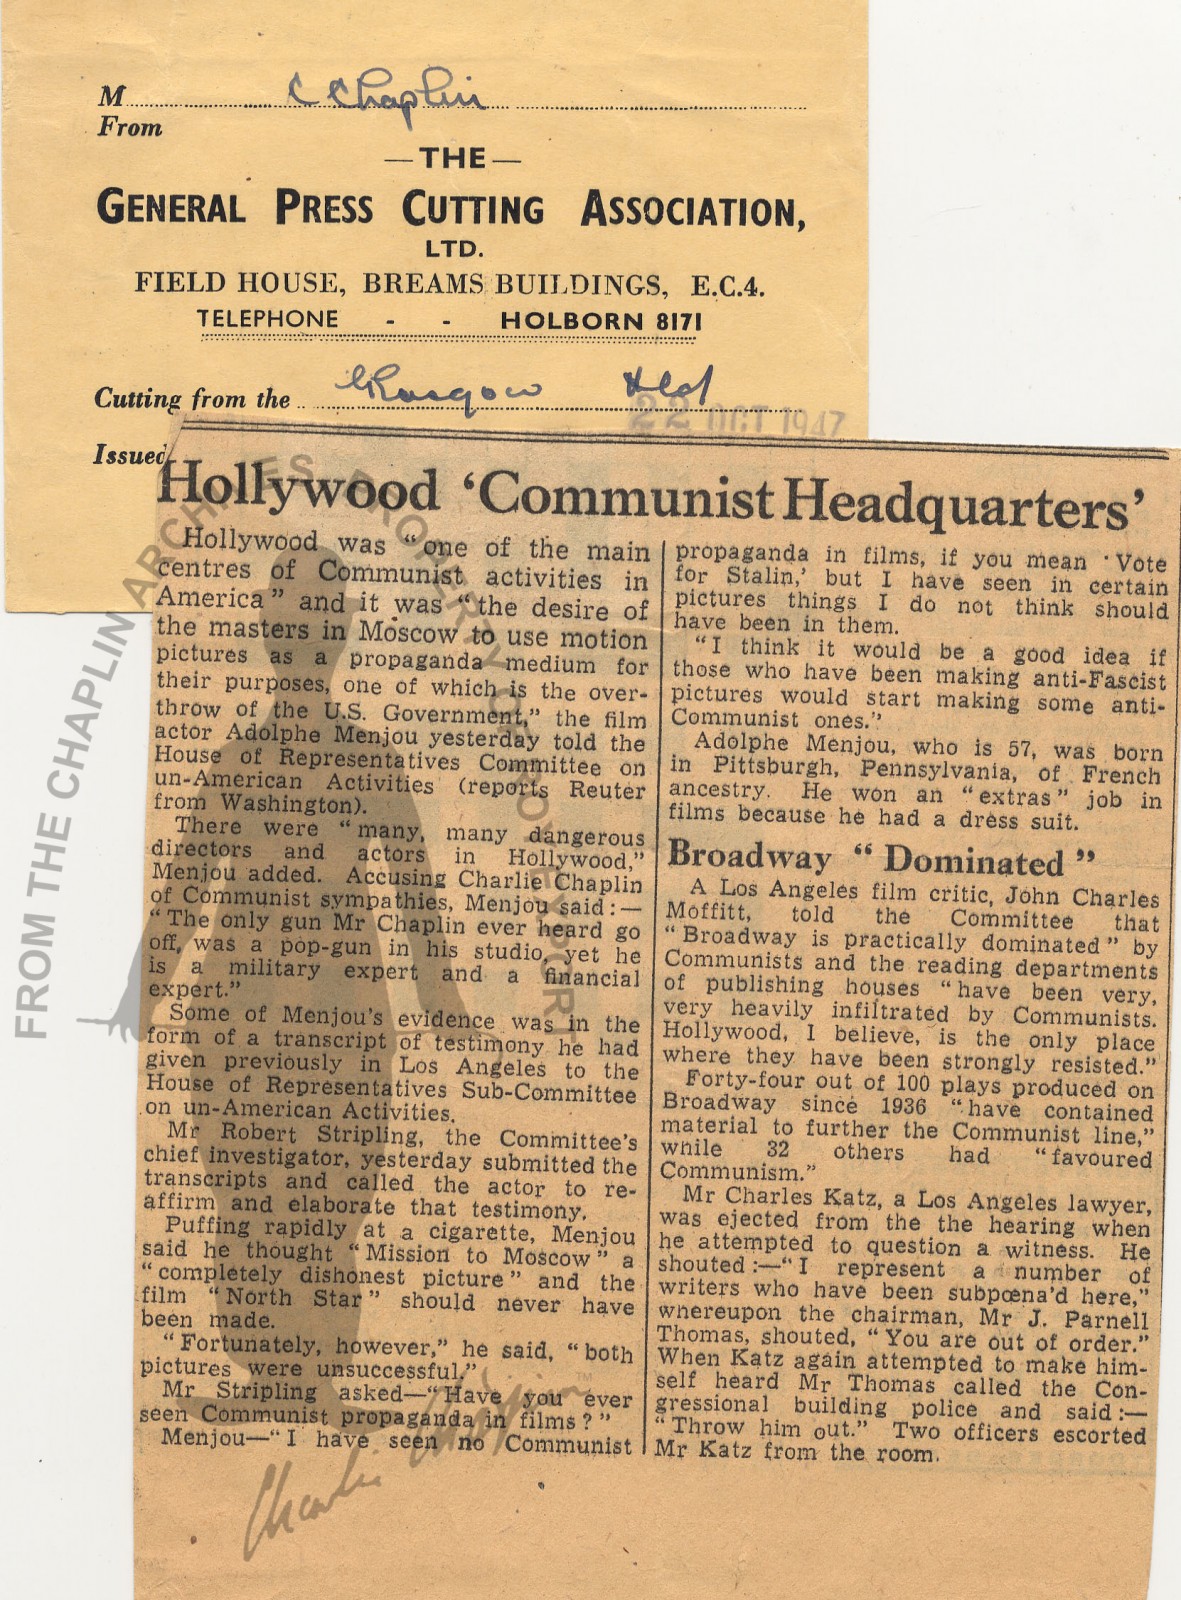 M C Chaplin
From
— THE —
GENERAL PRESS CUTTING ASSOCIATION,
LTD.
FIELD HOUSE, BREAMS BUILDINGS, E.C.4.
TELEPHONE - - HOLBORN 8171
Cutting from the Glasgow Hld
22 OCT 1947
Issued
Hollywood ‘Communist Headquarters’
Hollywood was “one of the main
centres of Communist activities in
America” and it was “the desire of
the masters in Moscow to use motion
pictures as a propaganda medium for
their purposes, one of which is the over-
throw of the U.S. Government,” the film
actor Adolphe Menjou yesterday told the
House of Representatives Committee on
un-American Activities (reports Reuter
from Washington).
There were “many, many dangerous
directors and actors in Hollywood,”
Menjou added. Accusing Charlie Chaplin
of Communist sympathies, Menjou said:—
“The only gun Mr Chaplin ever heard go
off, was a pop-gun in his studio, yet he
is a military expert and a financial
expert.”
Some of Menjou's evidence was in the
form of a transcript of testimony he had
given previously in Los Angeles to the
House of Representatives Sub-Committee
on un-American Activities.
Mr Robert Stripling, the Committee's
chief investigator, yesterday submitted the
transcripts and called the actor to re-
affirm and elaborate that testimony.
Puffing rapidly at a cigarette, Menjou
said he thought “Mission to Moscow” a
“completely dishonest picture” and the
film “North Star” should never have
been made.
“Fortunately, however,” he said, “both
pictures were unsuccessful.”
Mr Stripling asked—“Have you ever
seen Communist propaganda in films?”
Menjou—“I have seen no Communist
propaganda in films, if you mean ‘Vote
for Stalin,’ but I have seen in certain
pictures things I do not think should
have been in them.
“I think it would be a good idea if
those who have been making anti-Fascist
pictures would start making some anti-
Communist ones.”
Adolphe Menjou, who is 57, was born
in Pittsburgh, Pennsylvania, of French
ancestry. He won an “extras” job in
films because he had a dress suit.
Broadway “Dominated”
A Los Angeles film critic, John Charles
Moffitt, told the Committee that
“Broadway is practically dominated” by
Communists and the reading departments
of publishing houses “have been very,
very heavily infiltrated by Communists.
Hollywood, I believe, is the only place
where they have been strongly resisted.”
Forty-four out of 100 plays produced on
Broadway since 1936 “have contained
material to further the Communist line,”
while 32 others had “favoured
Communism.”
Mr Charles Katz, a Los Angeles lawyer,
was ejected from the the hearing when
he attempted to question a witness. He
shouted:—“I represent a number of
writers who have been subpœna'd here,”
whereupon the chairman, Mr J. Parnell
Thomas, shouted, “You are out of order.”
When Katz again attempted to make him-
self heard Mr Thomas called the Con-
gressional building police and said:—
“Throw him out.” Two officers escorted
Mr Katz from the room.
FROM THE CHAPLIN ARCHIVES PROPERTY OF ROY EXPORT
Charlie Chaplin™